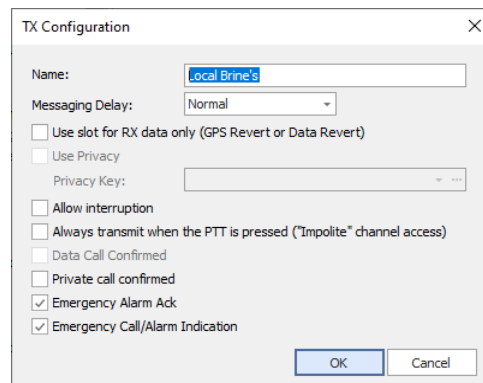 TX Configuration
Name: Local Brine's
Messaging Delay: Normal
Use slot for RX data only (GPS Revert or Data Revert)
Use Privacy
Privacy Key:
Allow interruption
Always transmit when the PTT is pressed ("Impolite" channel access)
Data Call Confirmed
Private call confirmed
Emergency Alarm Ack
Emergency Call/Alarm Indication
OK Cancel